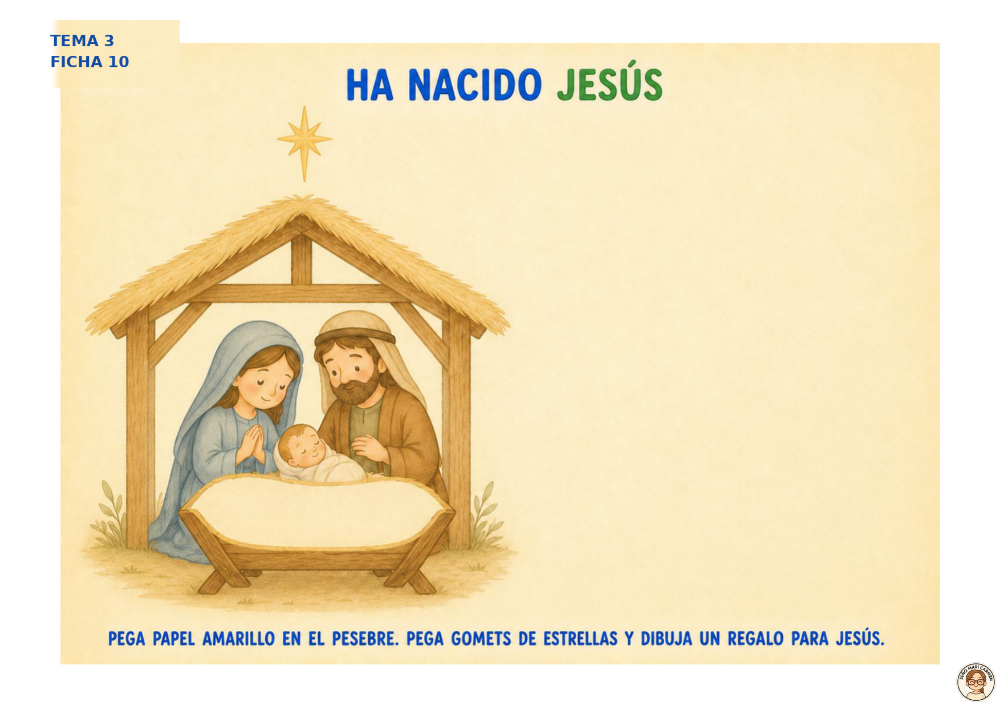 TEMA 3
FICHA 10
HA NACIDO JESÚS
PEGA PAPEL AMARILLO EN EL PESEBRE. PEGA GOMETS DE ESTRELLAS Y DIBUJA UN REGALO PARA JESÚS.
SEÑO MARI CARMEN